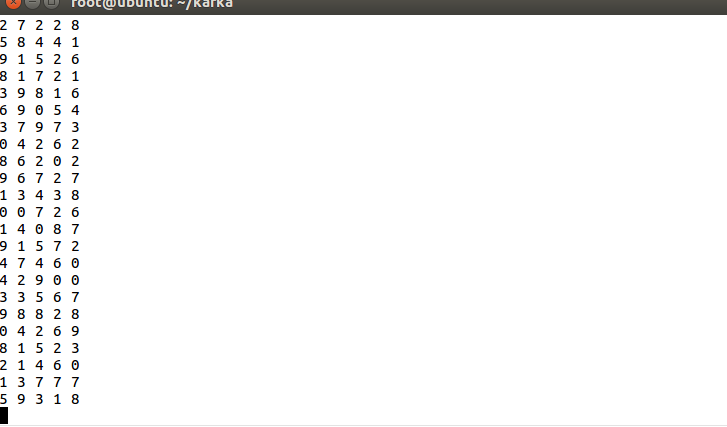 root@ubuntu: ~/karka
2 7 2 2 8
5 8 4 4 1
9 1 5 2 6
8 1 7 2 1
3 9 8 1 6
6 9 0 5 4
3 7 9 7 3
0 4 2 6 2
8 6 2 0 2
9 6 7 2 7
1 3 4 3 8
0 0 7 2 6
1 4 0 8 7
9 1 5 7 2
4 7 4 6 0
4 2 9 0 0
3 3 5 6 7
9 8 8 2 8
0 4 2 6 9
8 1 5 2 3
2 1 4 6 0
1 3 7 7 7
5 9 3 1 8